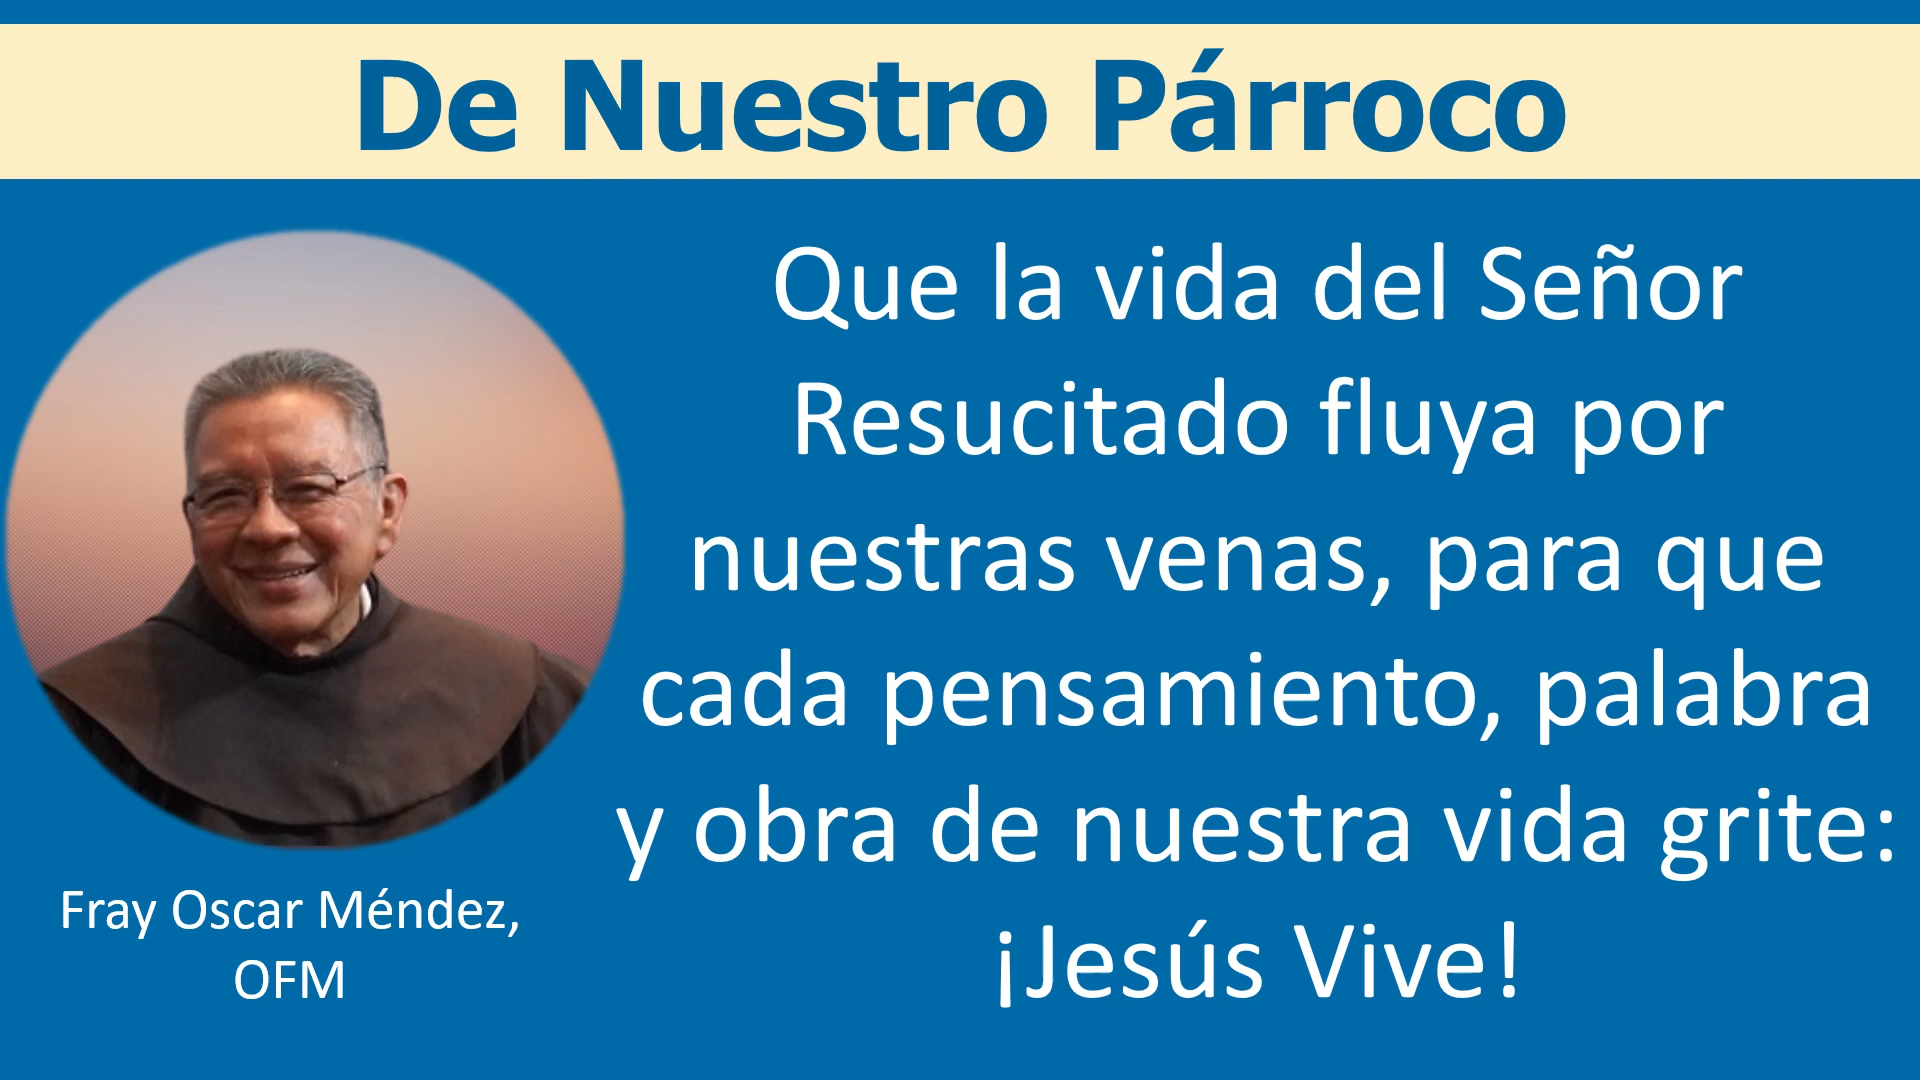 De Nuestro Párroco
Que la vida del Señor
Resucitado fluya por
nuestras venas, para que
cada pensamiento, palabra
y obra de nuestra vida grite:
¡Jesús Vive!
Fray Oscar Méndez,
OFM